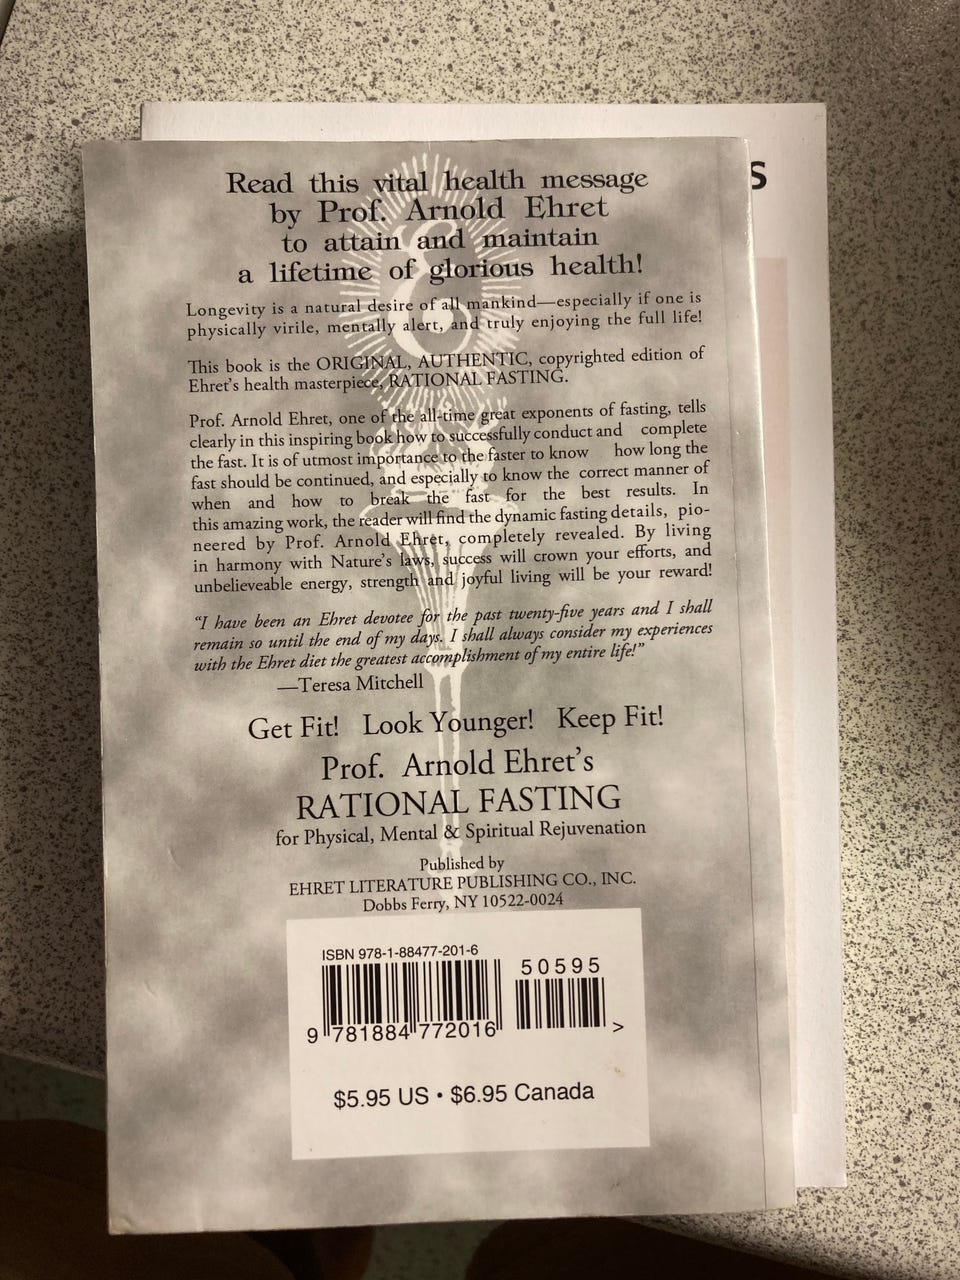 Read this vital health message
by Prof. Arnold Ehret
to attain and maintain
a lifetime of glorious health!
Longevity is a natural desire of all mankind—especially if one is
physically virile, mentally alert, and truly enjoying the full life!
This book is the ORIGINAL, AUTHENTIC, copyrighted edition of
Ehret's health masterpiece, RATIONAL FASTING.
Prof. Arnold Ehret, one of the all-time great exponents of fasting, tells
clearly in this inspiring book how to successfully conduct and complete
the fast. It is of utmost importance to the faster to know how long the
fast should be continued, and especially to know the correct manner of
when and how to break the fast for the best results. In
this amazing work, the reader will find the dynamic fasting details, pio-
neered by Prof. Arnold Ehret, completely revealed. By living
in harmony with Nature's laws, success will crown your efforts, and
unbelieveable energy, strength and joyful living will be your reward!
"I have been an Ehret devotee for the past twenty-five years and I shall
remain so until the end of my days. I shall always consider my experiences
with the Ehret diet the greatest accomplishment of my entire life!"
—Teresa Mitchell
Get Fit! Look Younger! Keep Fit!
Prof. Arnold Ehret's
RATIONAL FASTING
for Physical, Mental & Spiritual Rejuvenation
Published by
EHRET LITERATURE PUBLISHING CO., INC.
Dobbs Ferry, NY 10522-0024
ISBN 978-1-88477-201-6
50595
9 781884 772016 >
$5.95 US • $6.95 Canada
S